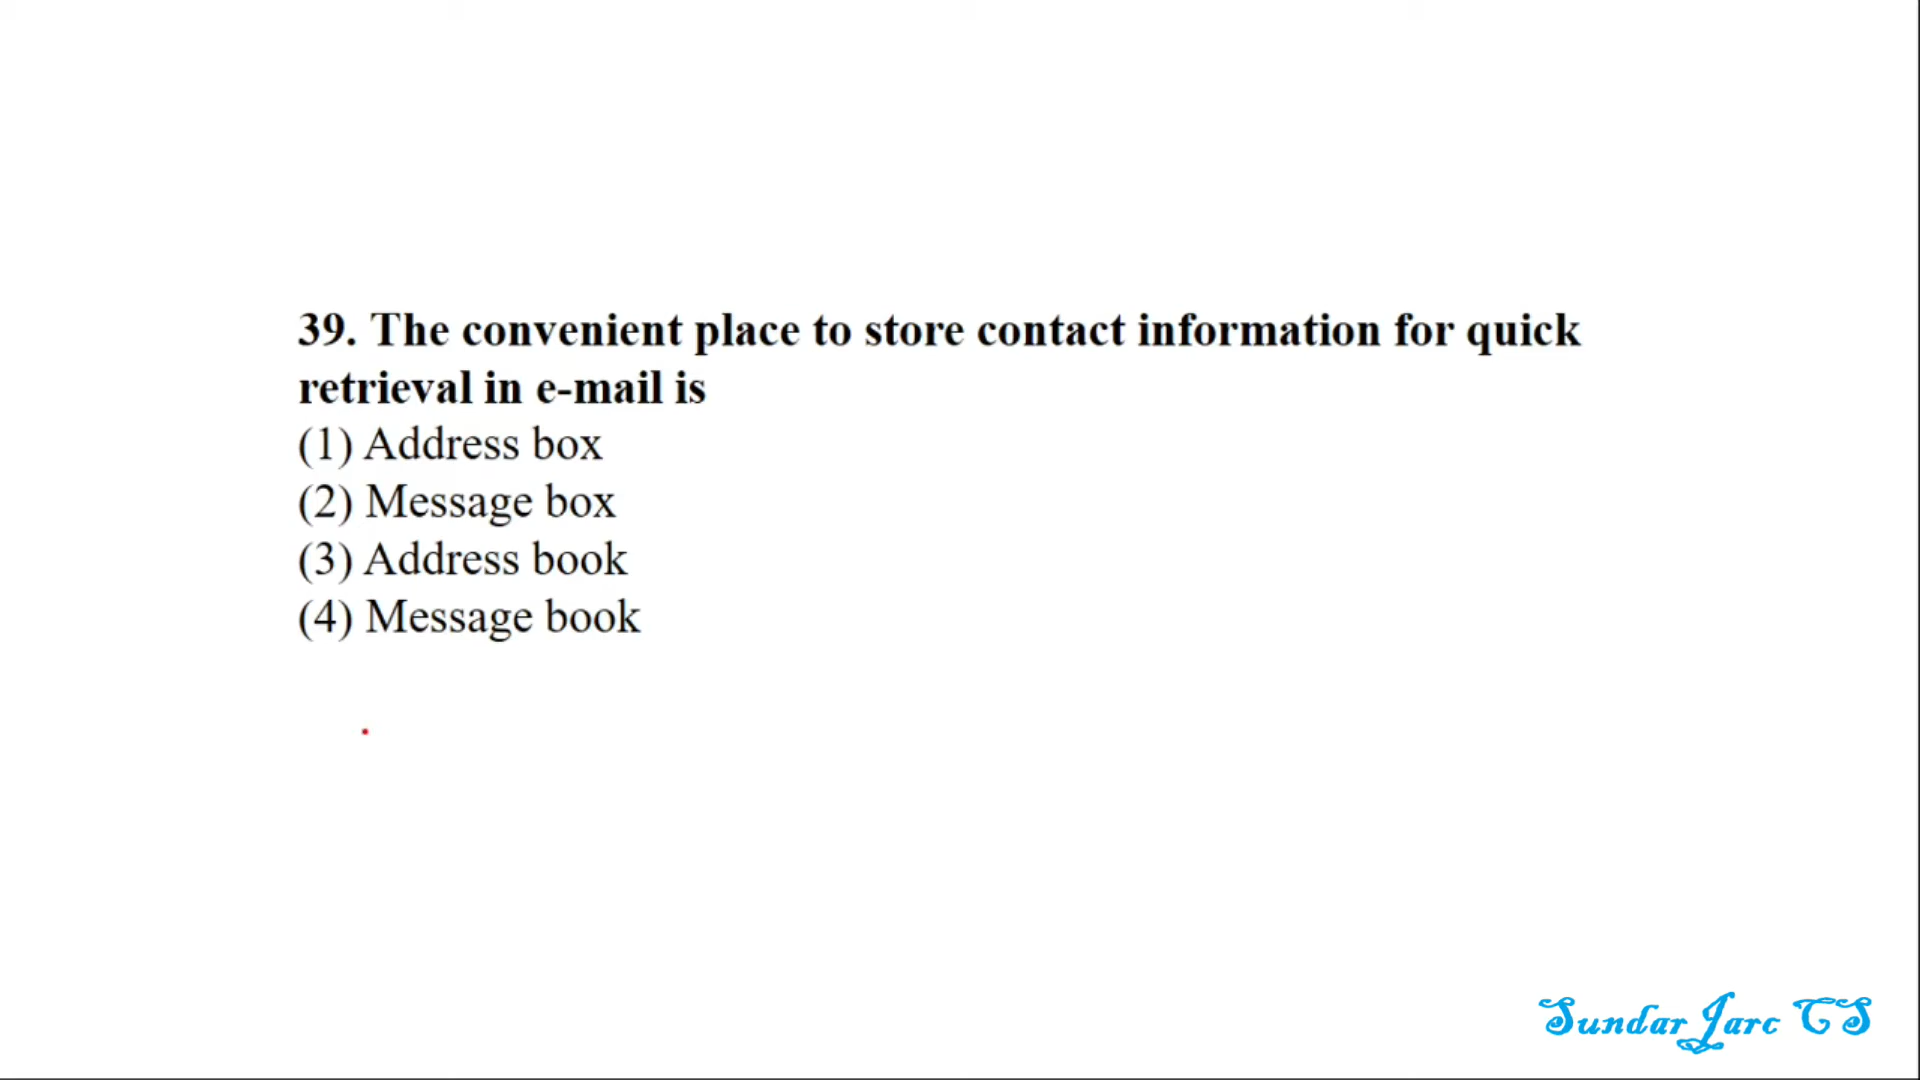 39. The convenient place to store contact information for quick
retrieval in e-mail is
(1) Address box
(2) Message box
(3) Address book
(4) Message book
Sundar Jarc CS